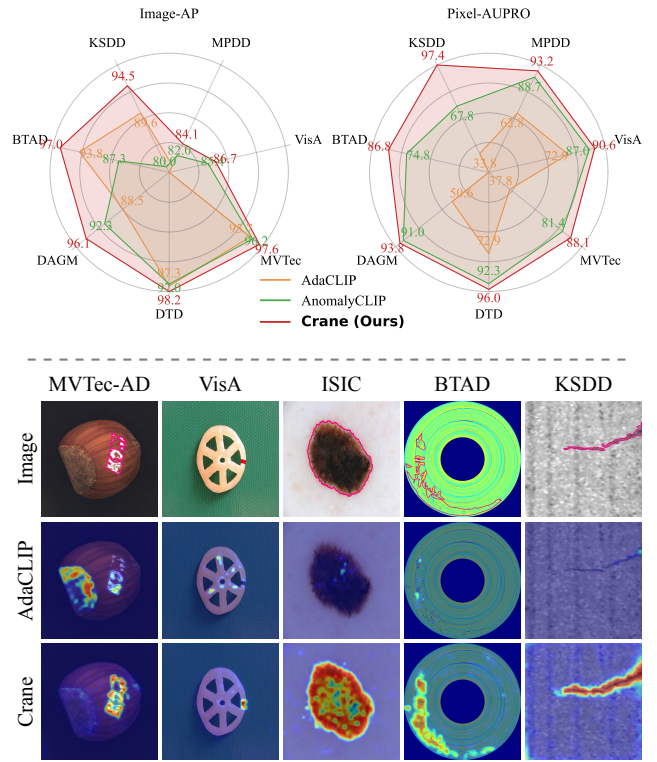 Image-AP
Pixel-AUPRO
KSDD
MPDD
VisA
MVTec
DTD
DAGM
BTAD
94.5
89.6
84.1
82.0
80.0
86.7
97.0
93.8
87.3
88.5
92.3
96.1
96.2
97.6
97.3
92.0
98.2
KSDD
MPDD
VisA
MVTec
DTD
DAGM
BTAD
97.4
93.2
88.7
67.8
62.8
33.8
37.8
72.9
87.6
90.6
86.8
74.8
50.6
91.0
93.8
81.4
88.1
72.9
92.3
96.0
AdaCLIP
AnomalyCLIP
Crane (Ours)
MVTec-AD VisA ISIC BTAD KSDD
Image
AdaCLIP
Crane